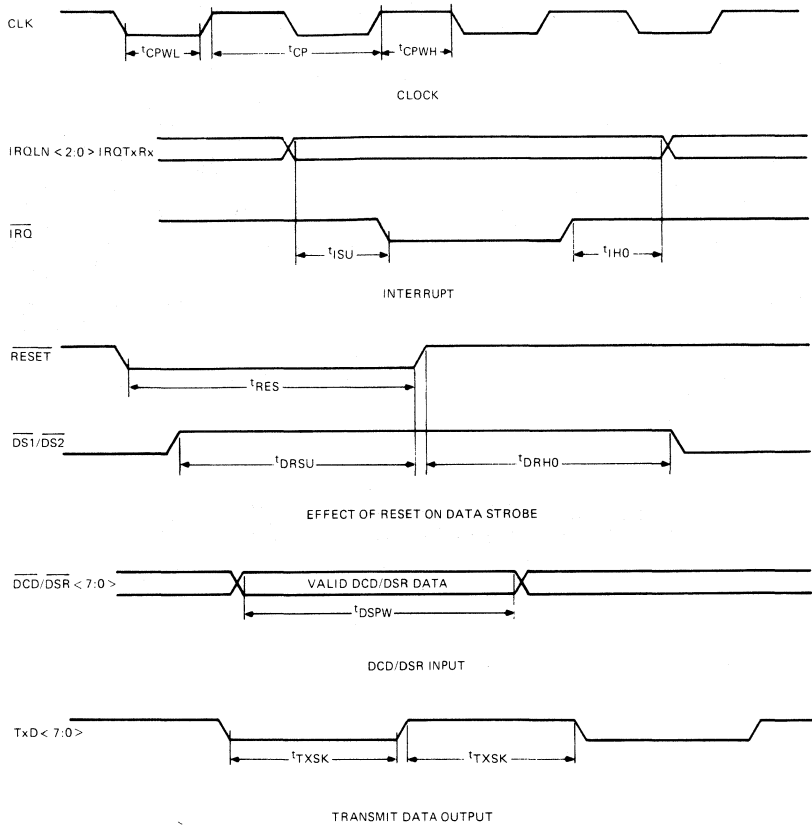 CLK
tCPWL
tCP
tCPWH
CLOCK
IRQLN <2:0> IRQTxRx
IRQ
tISU
tIH0
INTERRUPT
RESET
tRES
DS1/DS2
tDRSU
tDRH0
EFFECT OF RESET ON DATA STROBE
DCD/DSR <7:0>
VALID DCD/DSR DATA
tDSPW
DCD/DSR INPUT
TxD<7:0>
tTXSK
tTXSK
TRANSMIT DATA OUTPUT